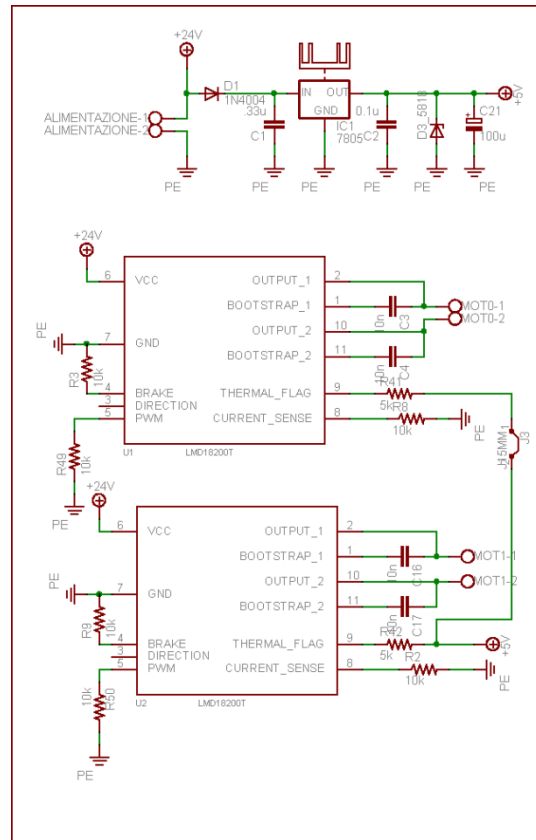 +24V
D1
1N4004
IN OUT
GND
+5V
ALIMENTAZIONE-1
ALIMENTAZIONE-2
.33u
C1
IC1
7805
0.1u
C2
D3_5818
C21
100u
PE PE PE PE PE
+24V
6 VCC
OUTPUT_1 2
BOOTSTRAP_1 1
10n C3
MOT0-1
MOT0-2
PE
7 GND
OUTPUT_2 10
BOOTSTRAP_2 11
10n C4
R3 10k
4 BRAKE
3 DIRECTION
5 PWM
THERMAL_FLAG 9
R41
5k
CURRENT_SENSE 8
R8
10k
PE
J3
U1 LMD18200T
R49 10k
PE
+24V
6 VCC
OUTPUT_1 2
BOOTSTRAP_1 1
10n C16
MOT1-1
MOT1-2
PE
7 GND
OUTPUT_2 10
BOOTSTRAP_2 11
10n C17
R9 10k
4 BRAKE
3 DIRECTION
5 PWM
THERMAL_FLAG 9
R42
5k
+5V
CURRENT_SENSE 8
R2
10k
PE
10k R50
U2 LMD18200T
PE